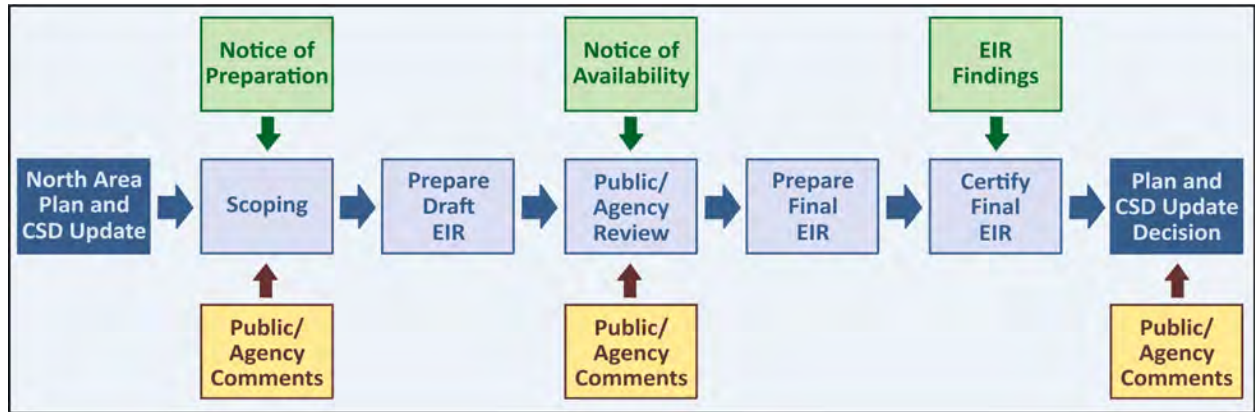 Notice of
Preparation
Notice of
Availability
EIR
Findings
North Area
Plan and
CSD Update
Scoping
Prepare
Draft
EIR
Public/
Agency
Review
Prepare
Final
EIR
Certify
Final
EIR
Plan and
CSD Update
Decision
Public/
Agency
Comments
Public/
Agency
Comments
Public/
Agency
Comments